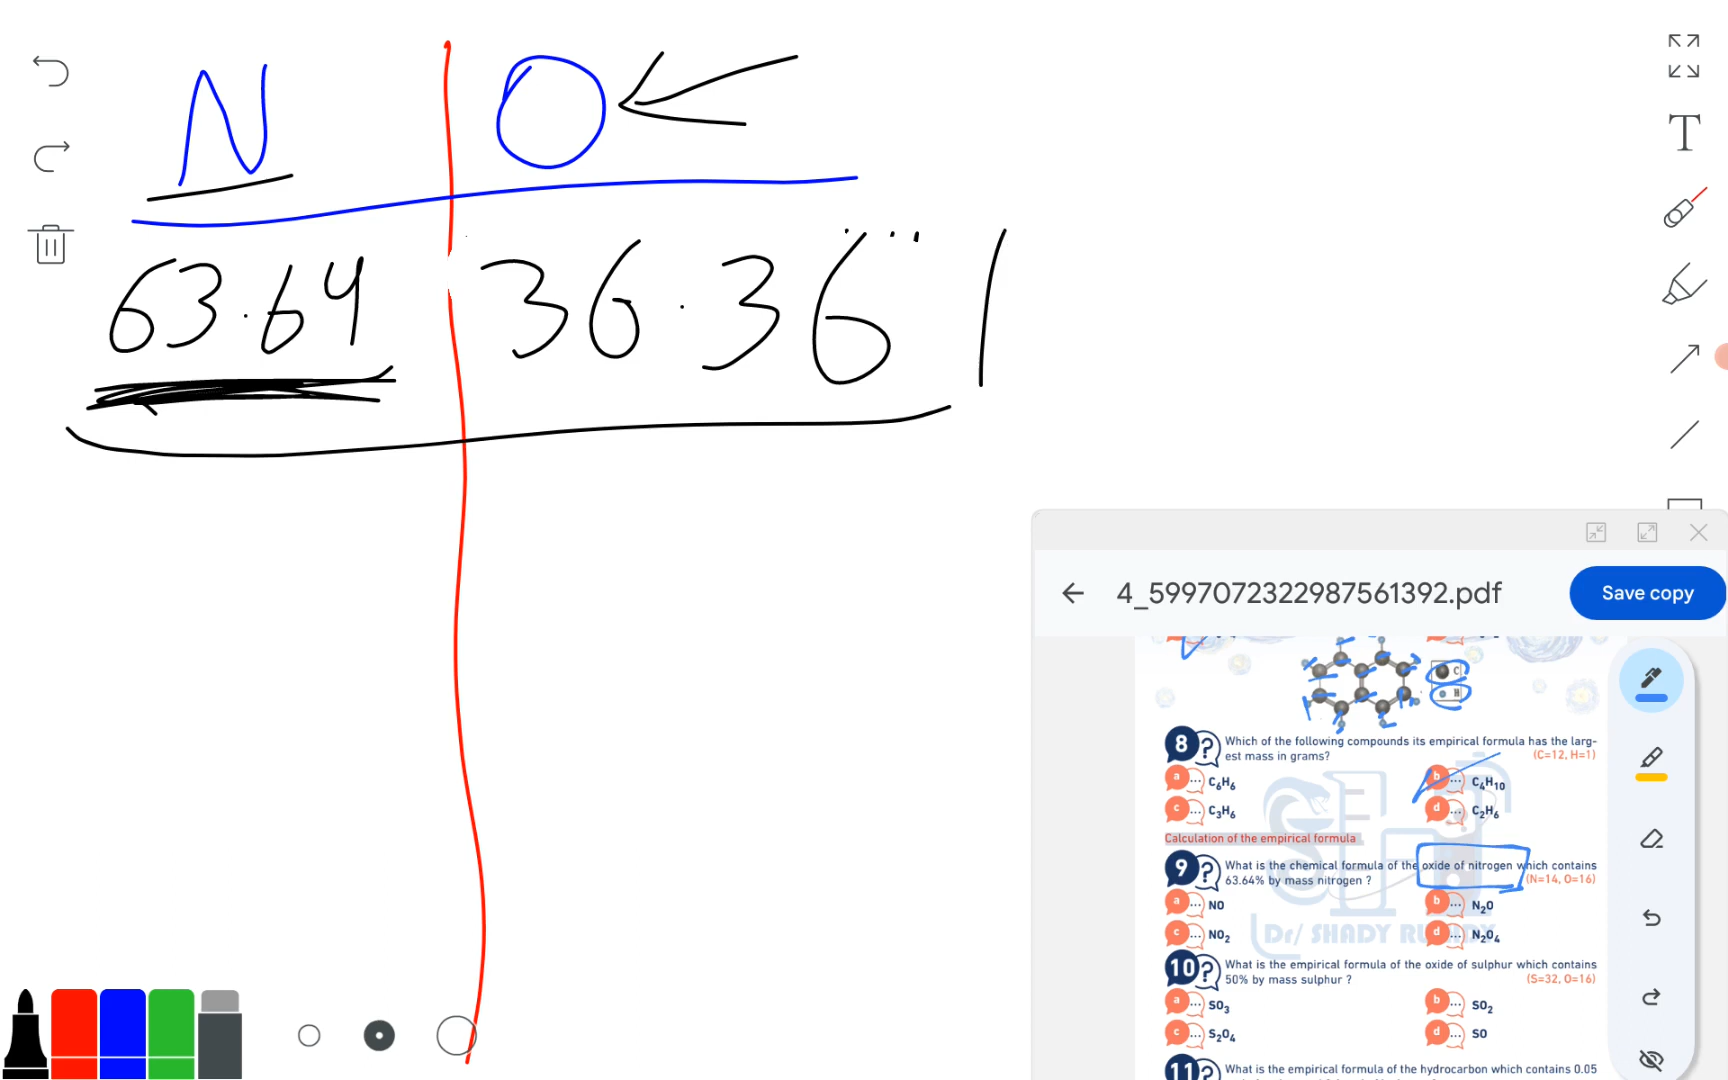 N O
63.64 36.36
T
4_5997072322987561392.pdf
Save copy
C
H
8 ? Which of the following compounds its empirical formula has the larg-
est mass in grams? (C=12, H=1)
a ... C₆H₆ b ... C₄H₁₀
c ... C₃H₆ d ... C₂H₆
Calculation of the empirical formula
9 ? What is the chemical formula of the oxide of nitrogen which contains
63.64% by mass nitrogen ? (N=14, O=16)
a ... NO b ... N₂O
c ... NO₂ d ... N₂O₄
Dr/ SHADY
10 ? What is the empirical formula of the oxide of sulphur which contains
50% by mass sulphur ? (S=32, O=16)
a ... SO₃ b ... SO₂
c ... S₂O₄ d ... SO
11 ? What is the empirical formula of the hydrocarbon which contains 0.05